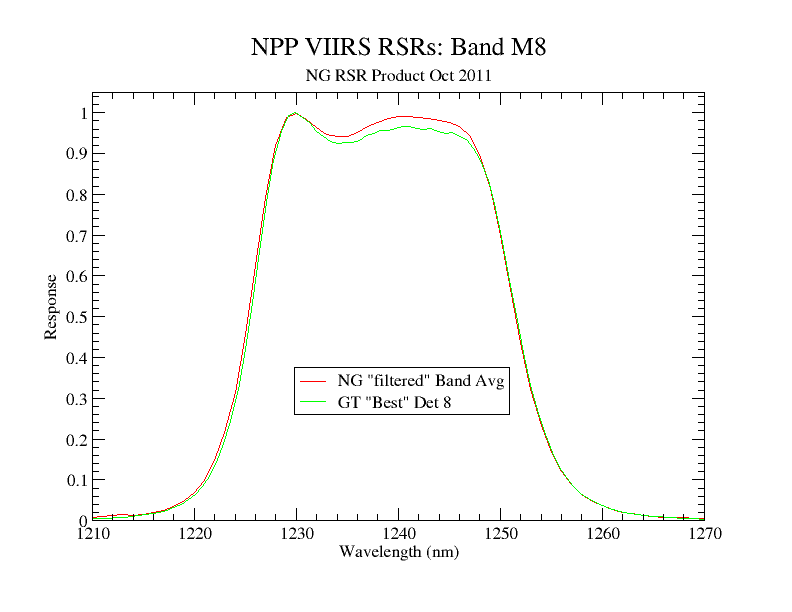 NPP VIIRS RSRs: Band M8
NG RSR Product Oct 2011
1
0.9
0.8
0.7
0.6
0.5
0.4
0.3
0.2
0.1
0
Response
NG "filtered" Band Avg
GT "Best" Det 8
1210 1220 1230 1240 1250 1260 1270
Wavelength (nm)